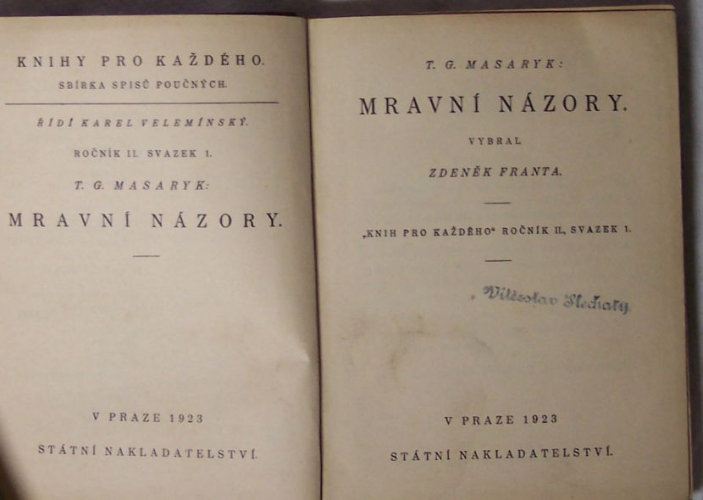 KNIHY PRO KAŽDÉHO.
SBÍRKA SPISŮ POUČNÝCH.
ŘÍDÍ KAREL VELEMÍNSKÝ.
ROČNÍK II. SVAZEK 1.
T. G. MASARYK:
MRAVNÍ NÁZORY.
V PRAZE 1923
STÁTNÍ NAKLADATELSTVÍ.
T. G. MASARYK:
MRAVNÍ NÁZORY.
VYBRAL
ZDENĚK FRANTA.
„KNIH PRO KAŽDÉHO“ ROČNÍK II., SVAZEK 1.
Vítězslav
V PRAZE 1923
STÁTNÍ NAKLADATELSTVÍ.